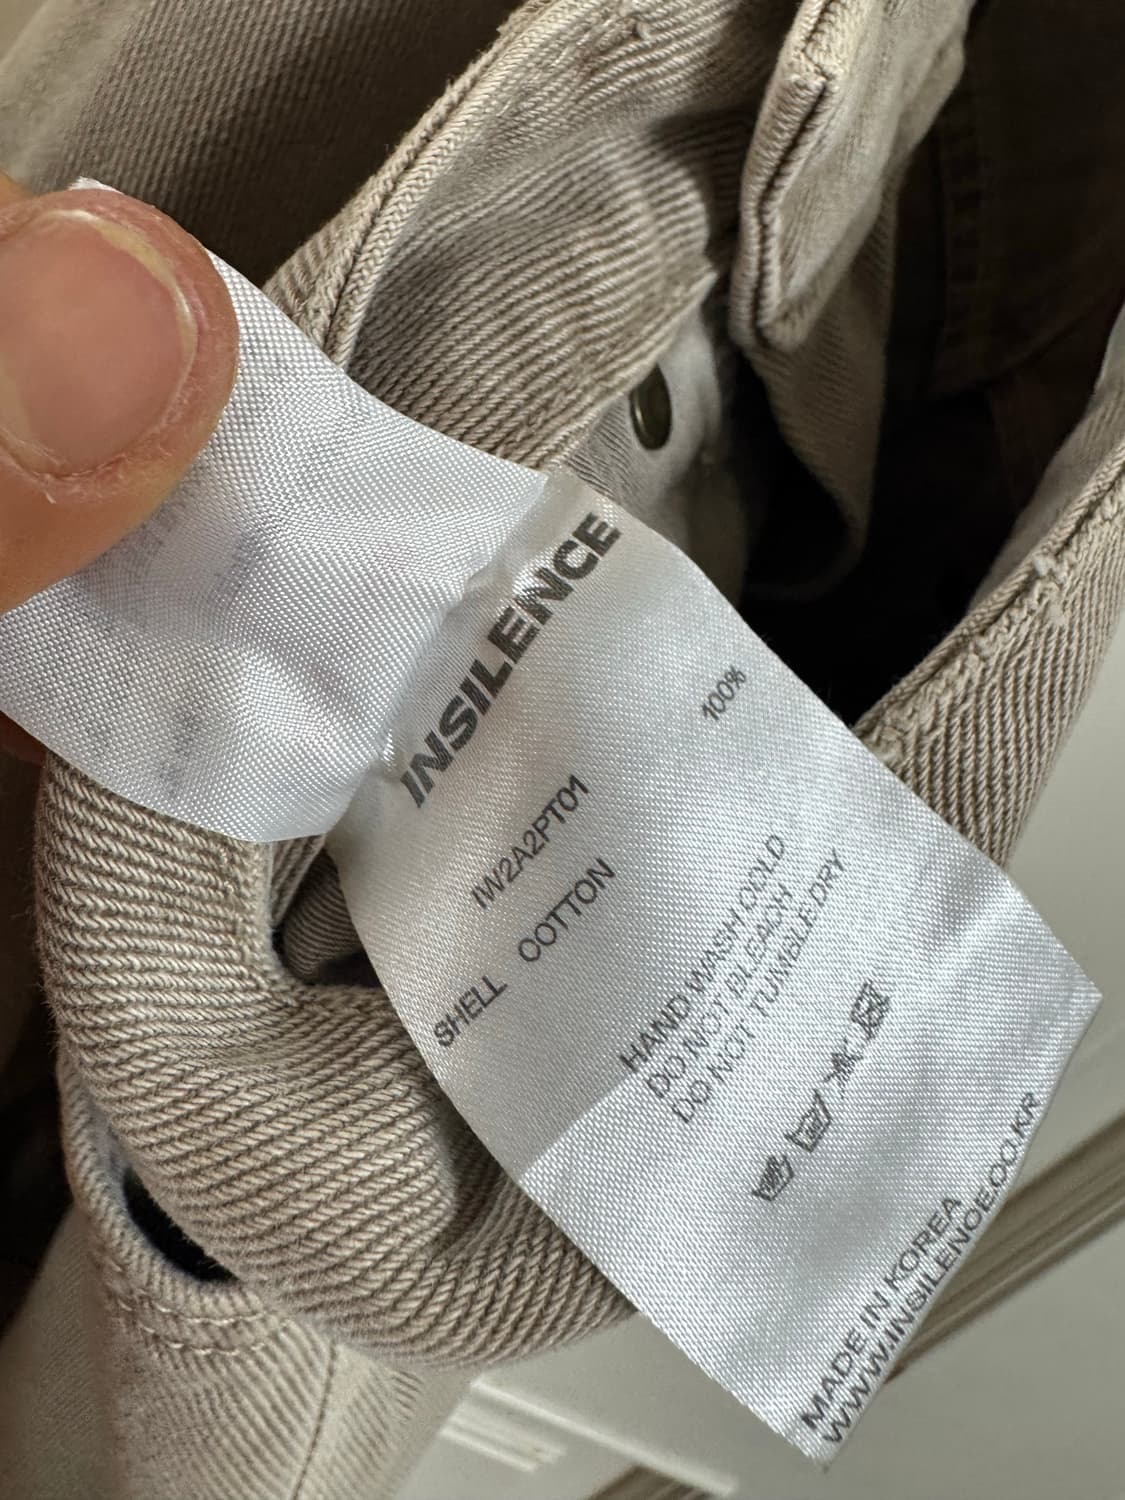 INSILENCE
IW2A2PT01
SHELL COTTON 100%
HAND WASH COLD
DO NOT BLEACH
DO NOT TUMBLE DRY
MADE IN KOREA
WWW.INSILENCE.CO.KR